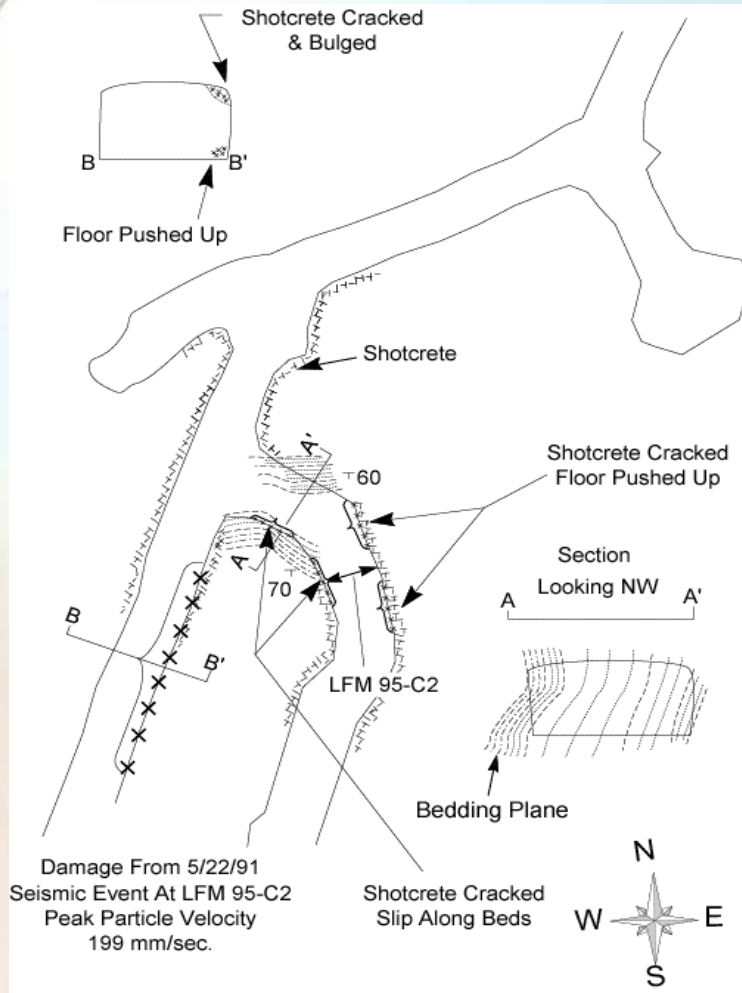 Shotcrete Cracked
& Bulged
B
B'
Floor Pushed Up
Shotcrete
A'
60
Shotcrete Cracked
Floor Pushed Up
A
70
Section
Looking NW
A
A'
B
B'
LFM 95-C2
Bedding Plane
Damage From 5/22/91
Seismic Event At LFM 95-C2
Peak Particle Velocity
199 mm/sec.
Shotcrete Cracked
Slip Along Beds
N
W
E
S